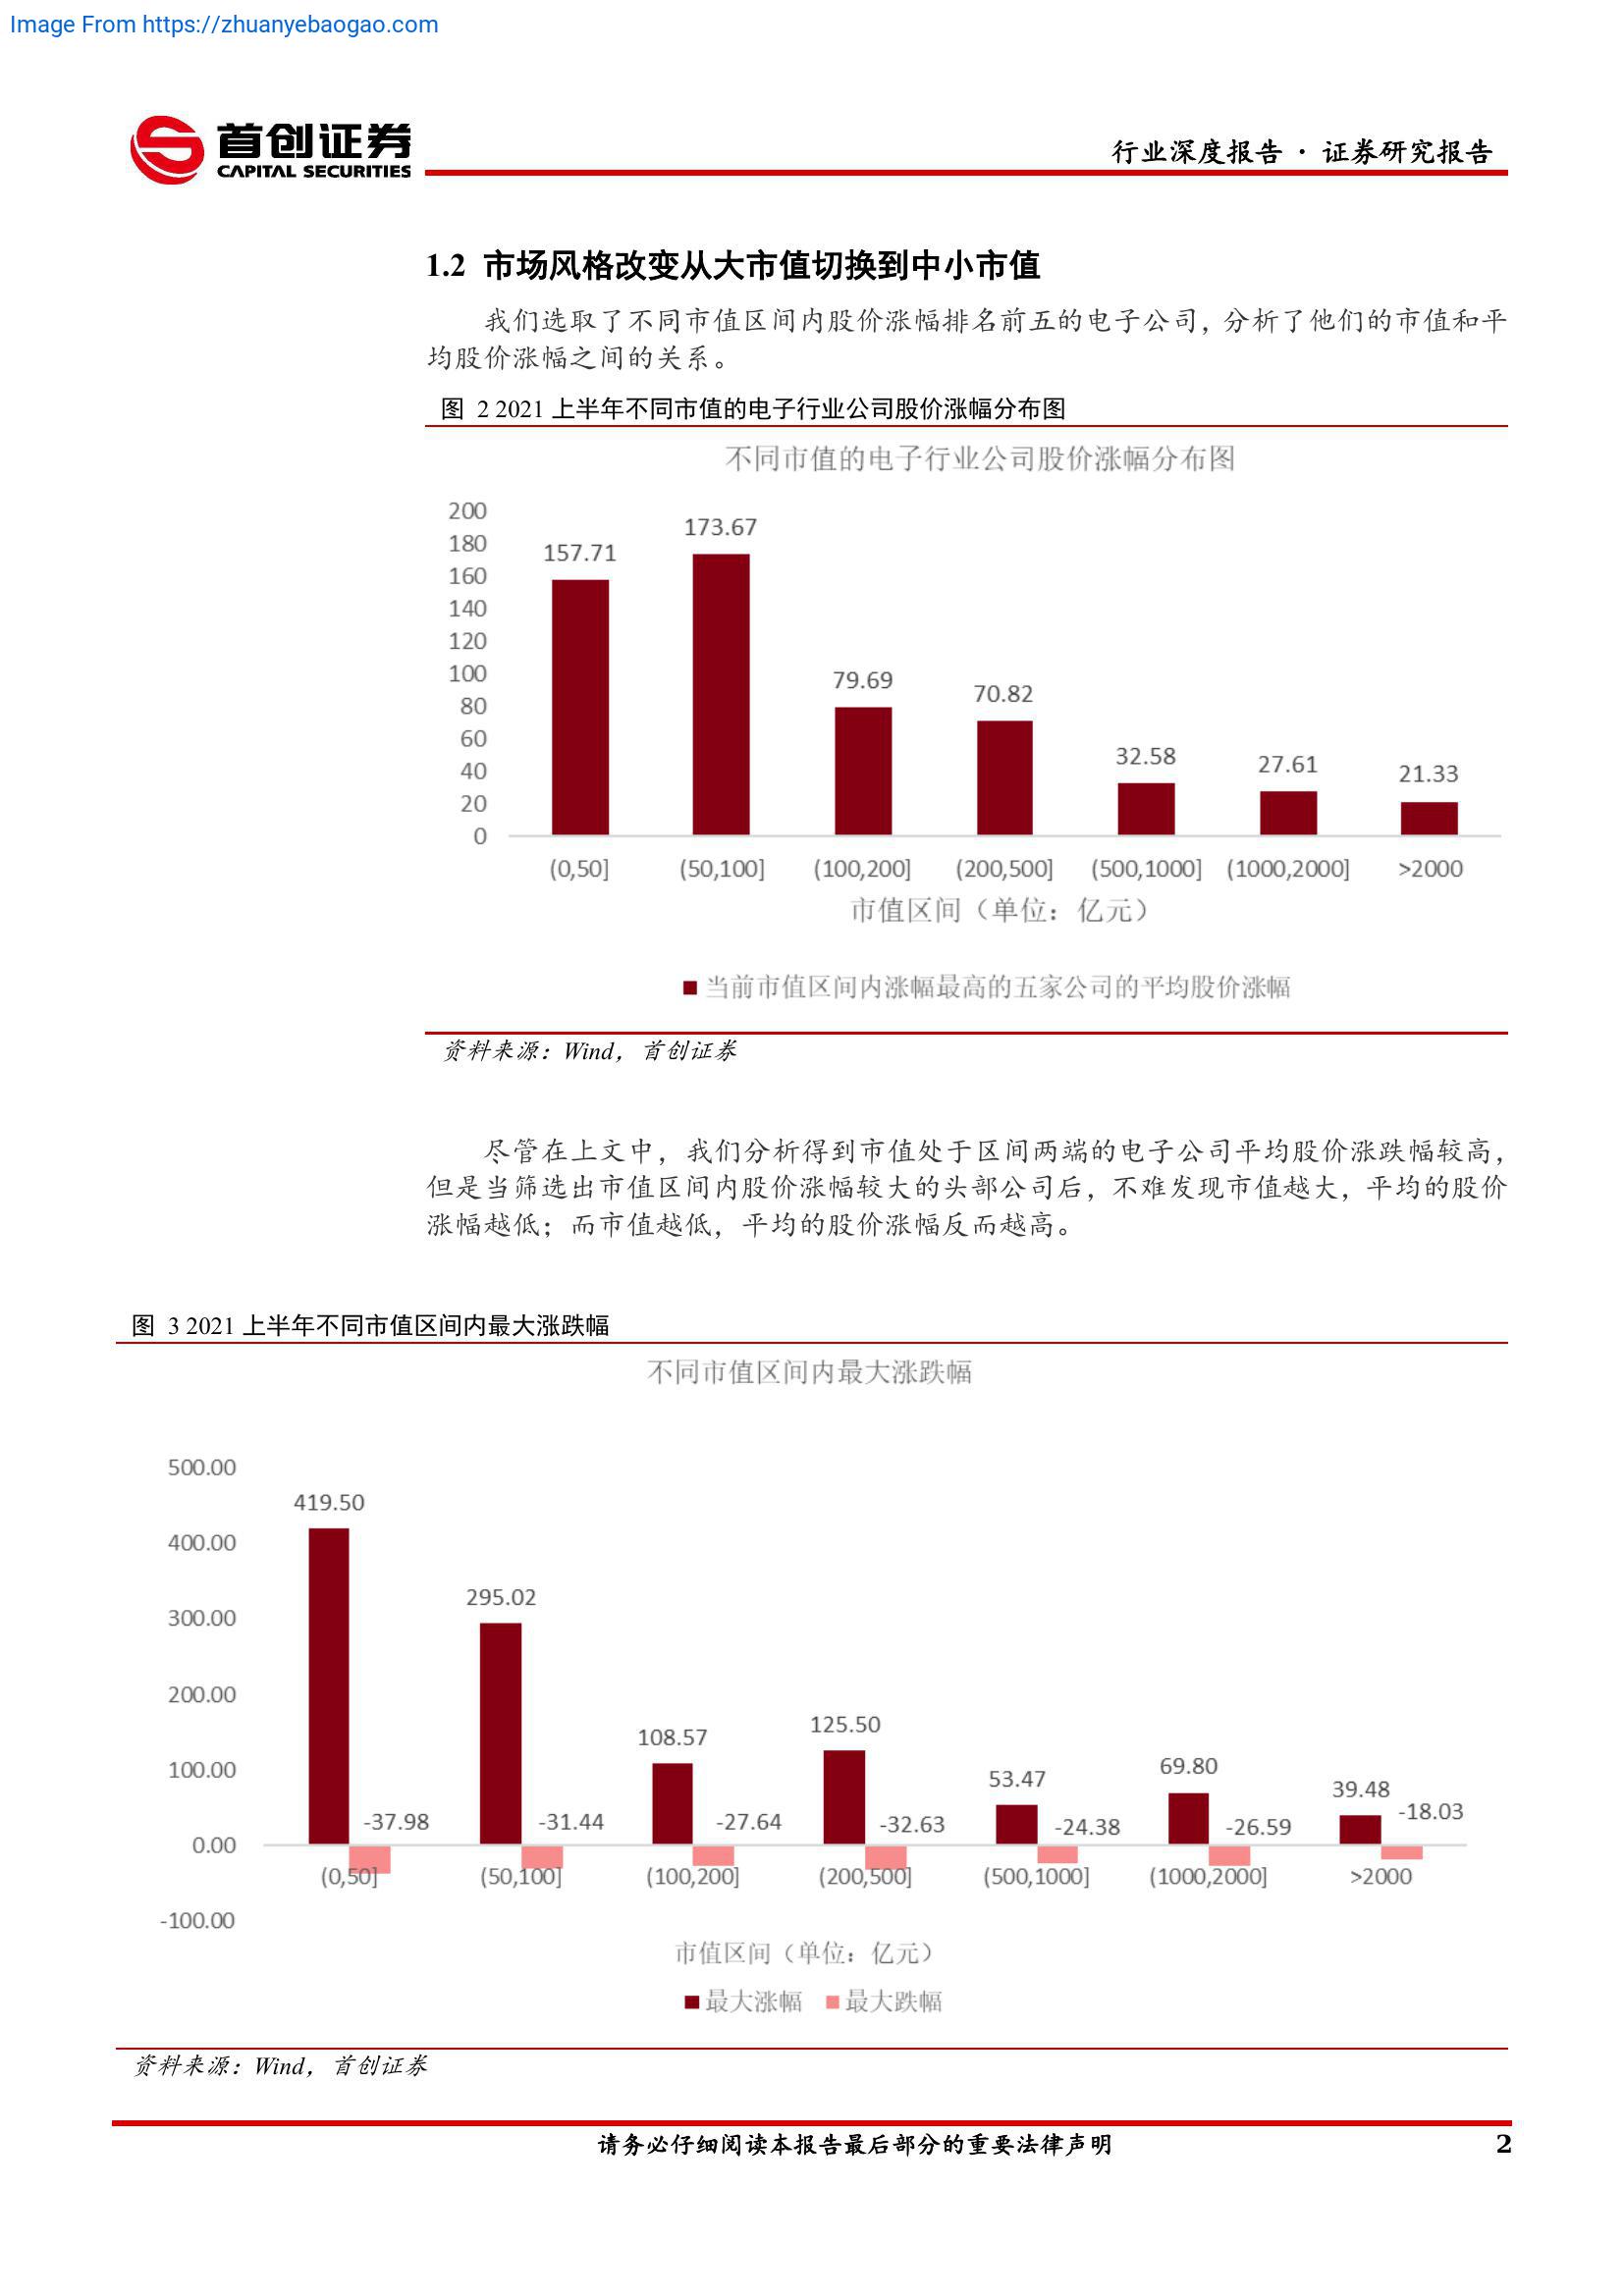 Image From https://zhuanyebaogao.com
首创证券
CAPITAL SECURITIES
行业深度报告 · 证券研究报告
1.2 市场风格改变从大市值切换到中小市值
我们选取了不同市值区间内股价涨幅排名前五的电子公司，分析了他们的市值和平
均股价涨幅之间的关系。
图 2 2021 上半年不同市值的电子行业公司股价涨幅分布图
不同市值的电子行业公司股价涨幅分布图
200
180
160
140
120
100
80
60
40
20
0
157.71
173.67
79.69
70.82
32.58
27.61
21.33
(0,50] (50,100] (100,200] (200,500] (500,1000] (1000,2000] >2000
市值区间（单位：亿元）
当前市值区间内涨幅最高的五家公司的平均股价涨幅
资料来源：Wind，首创证券
尽管在上文中，我们分析得到市值处于区间两端的电子公司平均股价涨跌幅较高，
但是当筛选出市值区间内股价涨幅较大的头部公司后，不难发现市值越大，平均的股价
涨幅越低；而市值越低，平均的股价涨幅反而越高。
图 3 2021 上半年不同市值区间内最大涨跌幅
不同市值区间内最大涨跌幅
500.00
400.00
300.00
200.00
100.00
0.00
-100.00
419.50
295.02
108.57
125.50
53.47
69.80
39.48
-37.98
-31.44
-27.64
-32.63
-24.38
-26.59
-18.03
(0,50] (50,100] (100,200] (200,500] (500,1000] (1000,2000] >2000
市值区间（单位：亿元）
最大涨幅 最大跌幅
资料来源：Wind，首创证券
请务必仔细阅读本报告最后部分的重要法律声明 2